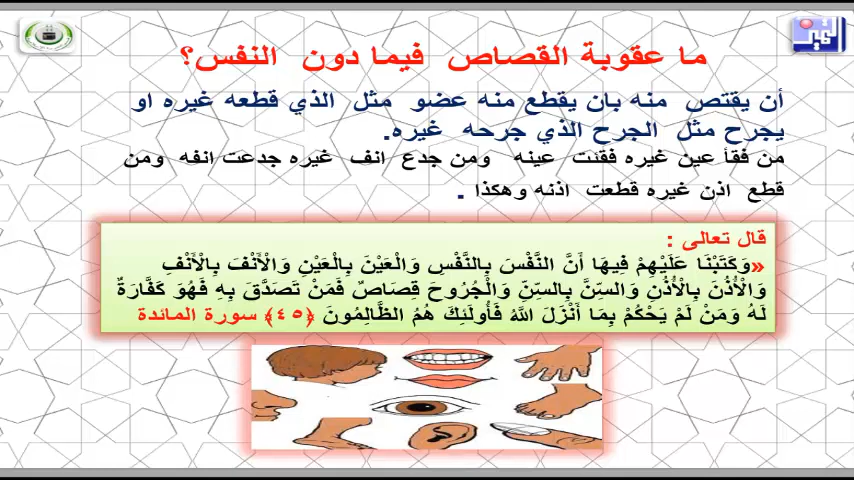 التميز
ما عقوبة القصاص فيما دون النفس؟
أن يقتص منه بان يقطع منه عضو مثل الذي قطعه غيره او
يجرح مثل الجرح الذي جرحه غيره.
من فقأ عين غيره فقئت عينه ومن جدع انف غيره جدعت انفه ومن
قطع اذن غيره قطعت اذنه وهكذا .
قال تعالى :
«وَكَتَبْنَا عَلَيْهِمْ فِيهَا أَنَّ النَّفْسَ بِالنَّفْسِ وَالْعَيْنَ بِالْعَيْنِ وَالْأَنْفَ بِالْأَنْفِ
وَالْأُذُنَ بِالْأُذُنِ وَالسِّنَّ بِالسِّنِّ وَالْجُرُوحَ قِصَاصٌ فَمَنْ تَصَدَّقَ بِهِ فَهُوَ كَفَّارَةٌ
لَهُ وَمَنْ لَمْ يَحْكُمْ بِمَا أَنْزَلَ اللَّهُ فَأُولَئِكَ هُمُ الظَّالِمُونَ ﴿٤٥﴾ سورة المائدة